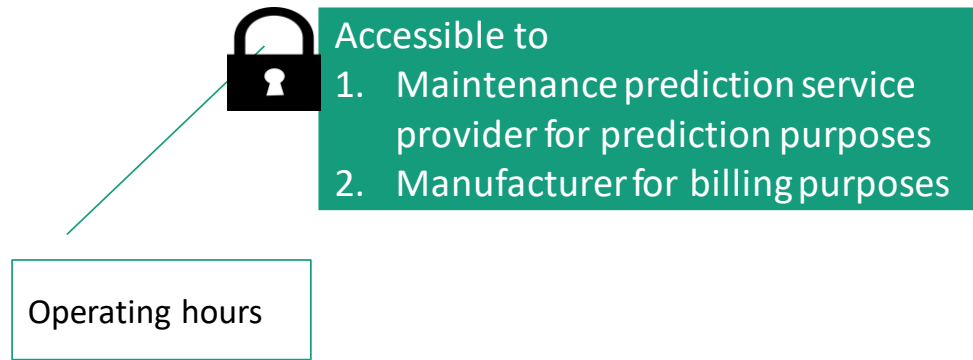 Accessible to
1. Maintenance prediction service
provider for prediction purposes
2. Manufacturer for billing purposes
Operating hours